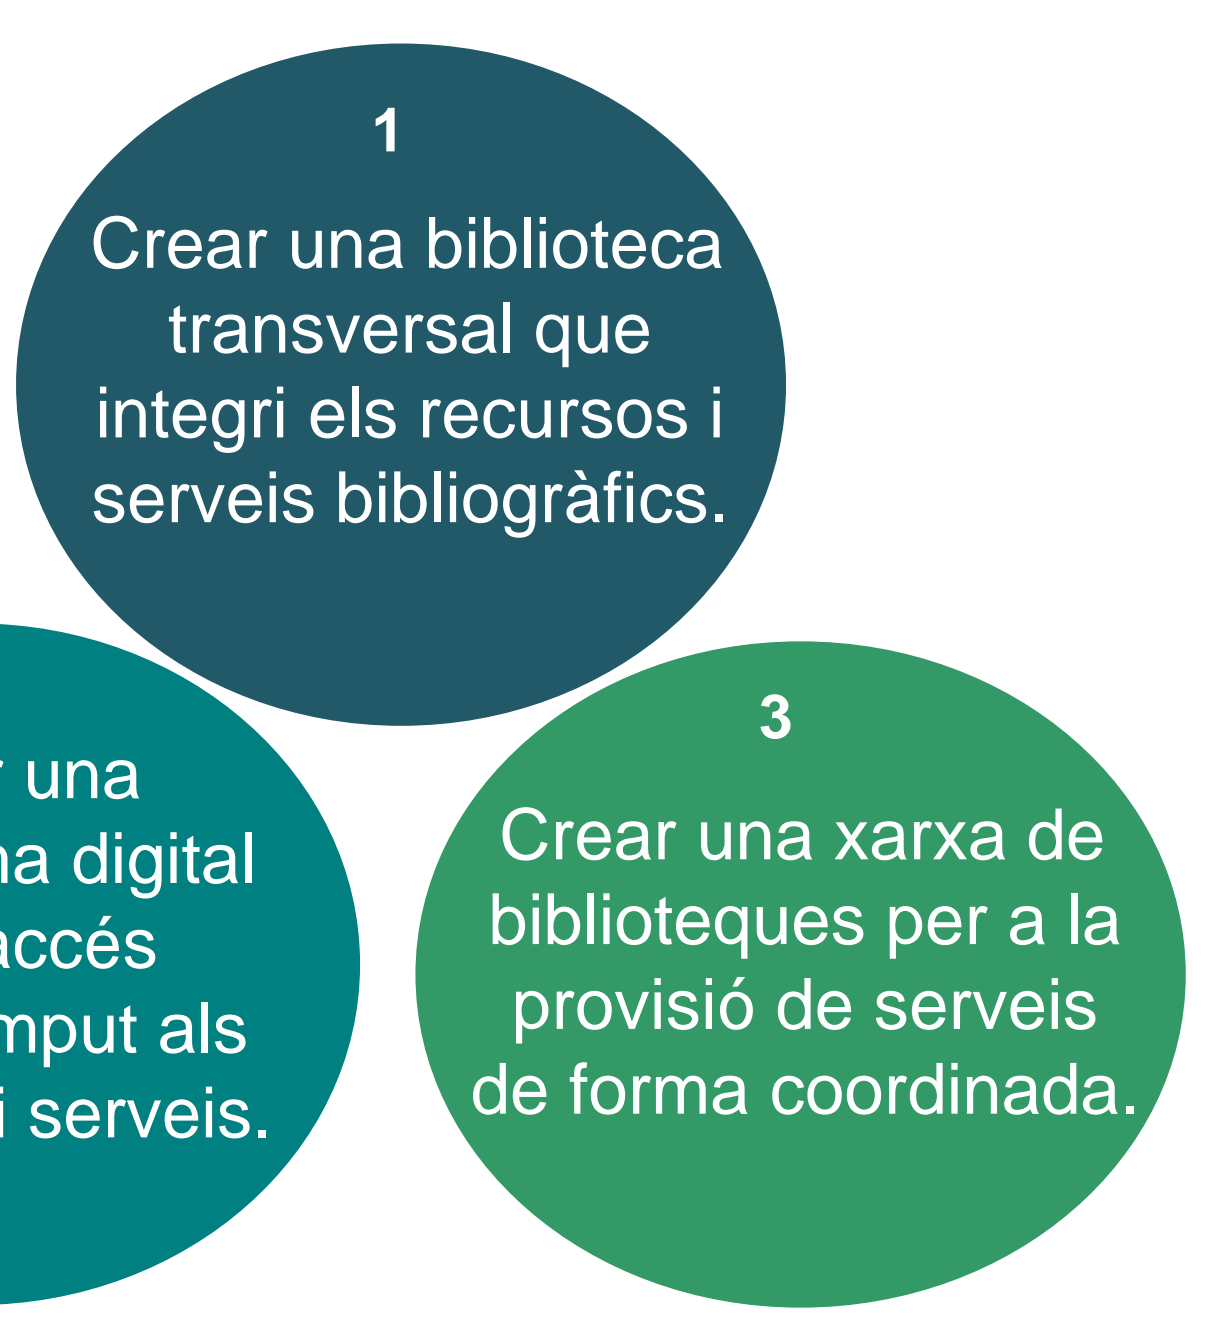 1
Crear una biblioteca
transversal que
integri els recursos i
serveis bibliogràfics.
una
digital
accés
als
i serveis.
3
Crear una xarxa de
biblioteques per a la
provisió de serveis
de forma coordinada.